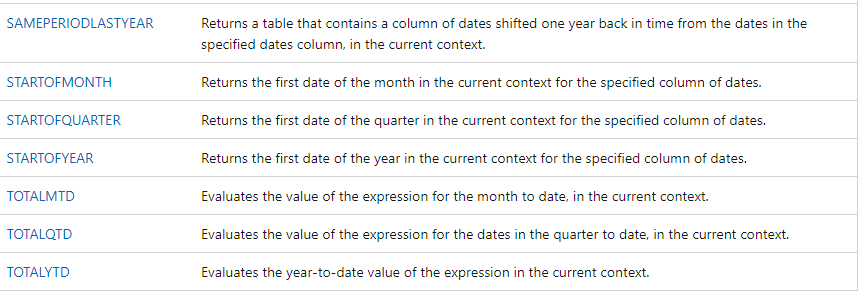 SAMEPERIODLASTYEAR Returns a table that contains a column of dates shifted one year back in time from the dates in the
specified dates column, in the current context.
STARTOFMONTH Returns the first date of the month in the current context for the specified column of dates.
STARTOFQUARTER Returns the first date of the quarter in the current context for the specified column of dates.
STARTOFYEAR Returns the first date of the year in the current context for the specified column of dates.
TOTALMTD Evaluates the value of the expression for the month to date, in the current context.
TOTALQTD Evaluates the value of the expression for the dates in the quarter to date, in the current context.
TOTALYTD Evaluates the year-to-date value of the expression in the current context.